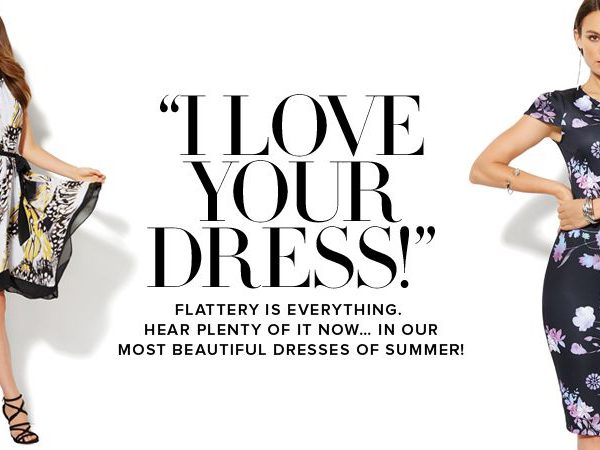 “I LOVE
YOUR
DRESS!”
FLATTERY IS EVERYTHING.
HEAR PLENTY OF IT NOW... IN OUR
MOST BEAUTIFUL DRESSES OF SUMMER!